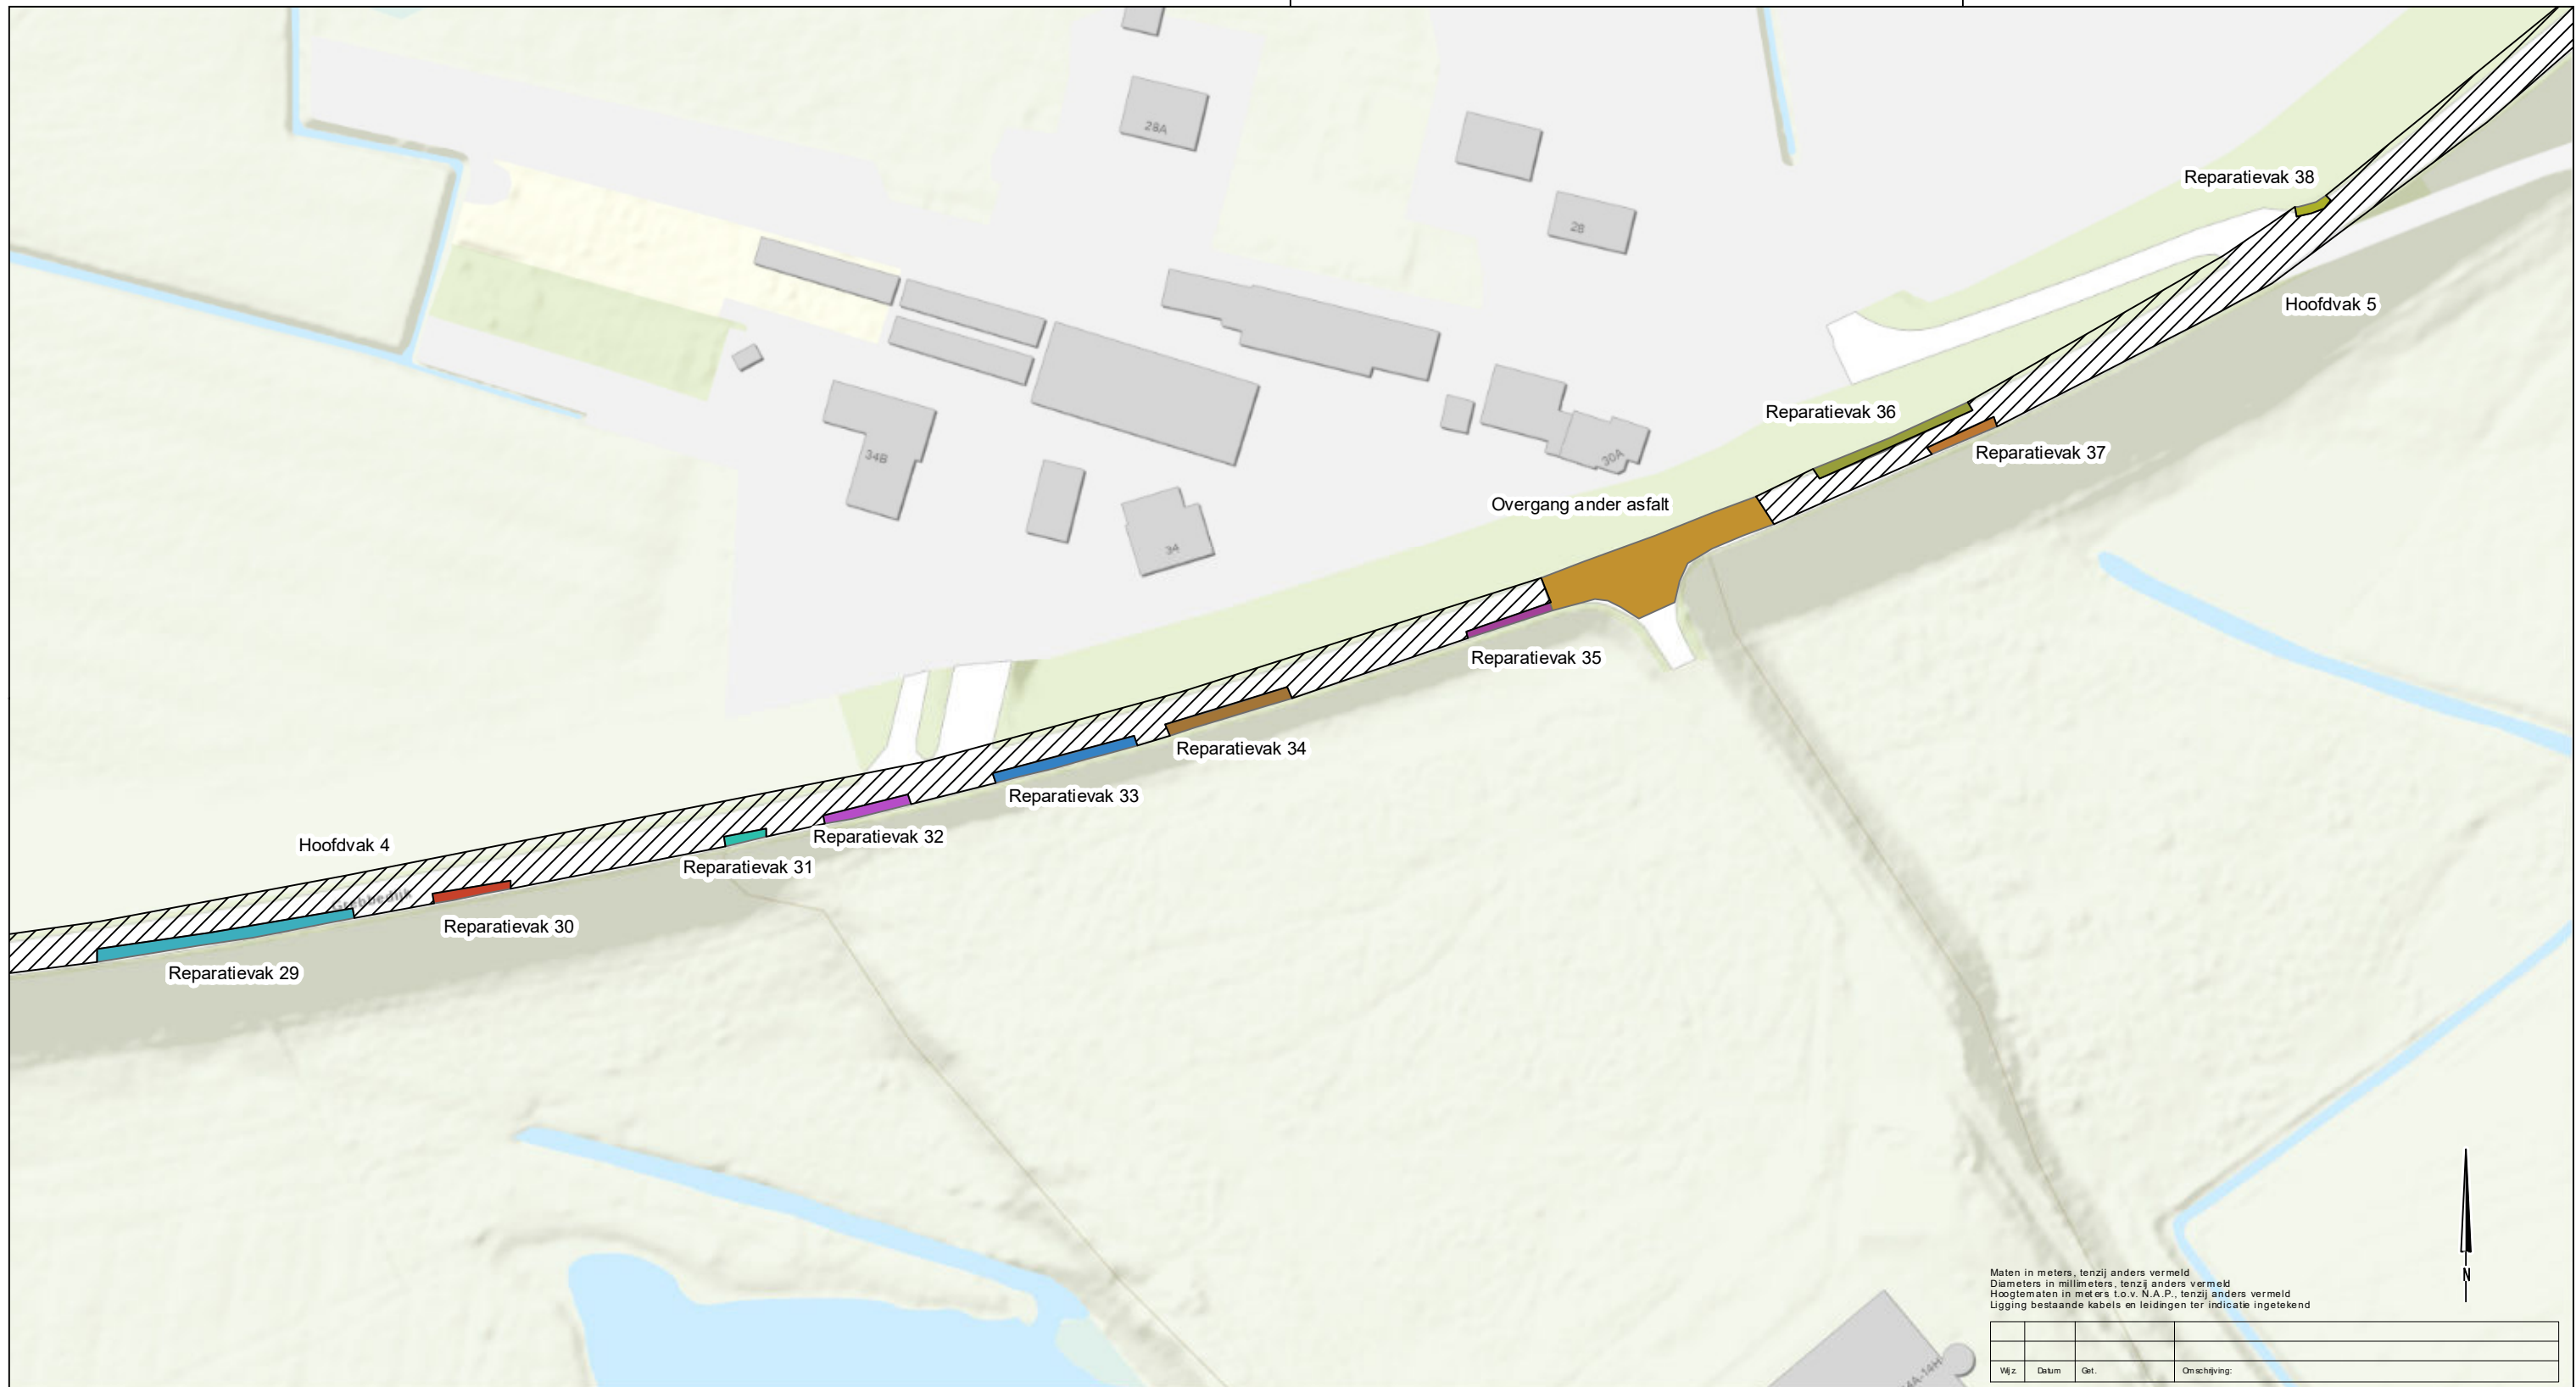 28A
Reparatievak 38
28
Hoofdvak 5
Reparatievak 36
Reparatievak 37
34B
30A
Overgang ander asfalt
34
Reparatievak 35
Reparatievak 34
Reparatievak 33
Reparatievak 32
Hoofdvak 4
Reparatievak 31
Reparatievak 30
Reparatievak 29
N
Maten in meters, tenzij anders vermeld
Diameters in millimeters, tenzij anders vermeld
Hoogtematen in meters t.o.v. N.A.P., tenzij anders vermeld
Ligging bestaande kabels en leidingen ter indicatie ingetekend
Wijz. Datum Get. Omschrijving: